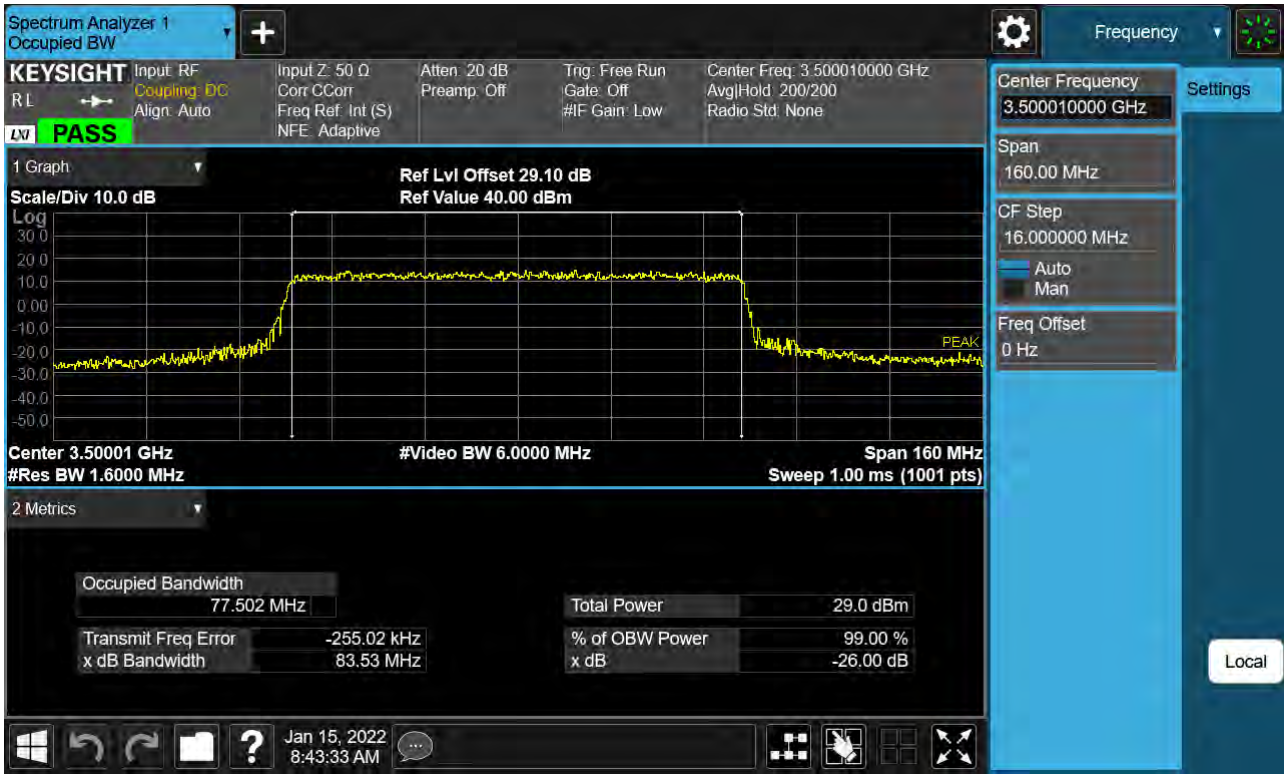 Spectrum Analyzer 1
Occupied BW
+
Frequency
KEYSIGHT
RL
LXI PASS
Input: RF
Coupling: DC
Align: Auto
Input Z: 50 Ω
Corr CCorr
Freq Ref: Int (S)
NFE: Adaptive
Atten: 20 dB
Preamp: Off
Trig: Free Run
Gate: Off
#IF Gain: Low
Center Freq: 3.500010000 GHz
Avg|Hold: 200/200
Radio Std: None
Center Frequency
3.500010000 GHz
Settings
Span
160.00 MHz
CF Step
16.000000 MHz
Auto
Man
Freq Offset
0 Hz
Local
1 Graph
Scale/Div 10.0 dB
Ref Lvl Offset 29.10 dB
Ref Value 40.00 dBm
Log
30.0
20.0
10.0
0.00
-10.0
-20.0
-30.0
-40.0
-50.0
PEAK
Center 3.50001 GHz
#Video BW 6.0000 MHz
Span 160 MHz
#Res BW 1.6000 MHz
Sweep 1.00 ms (1001 pts)
2 Metrics
Occupied Bandwidth
77.502 MHz
Total Power 29.0 dBm
Transmit Freq Error -255.02 kHz
% of OBW Power 99.00 %
x dB Bandwidth 83.53 MHz
x dB -26.00 dB
?
Jan 15, 2022
8:43:33 AM